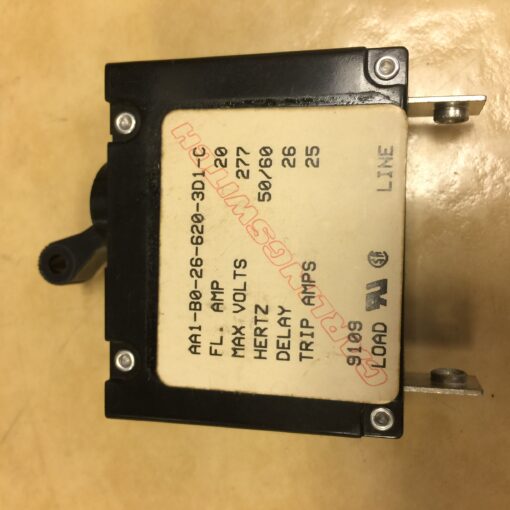 AA1-B0-26-620-3D1-C
FL. AMP 20
MAX VOLTS 277
HERTZ 50/60
DELAY 26
TRIP AMPS 25
9109
LOAD LINE
CARLINGSWITCH